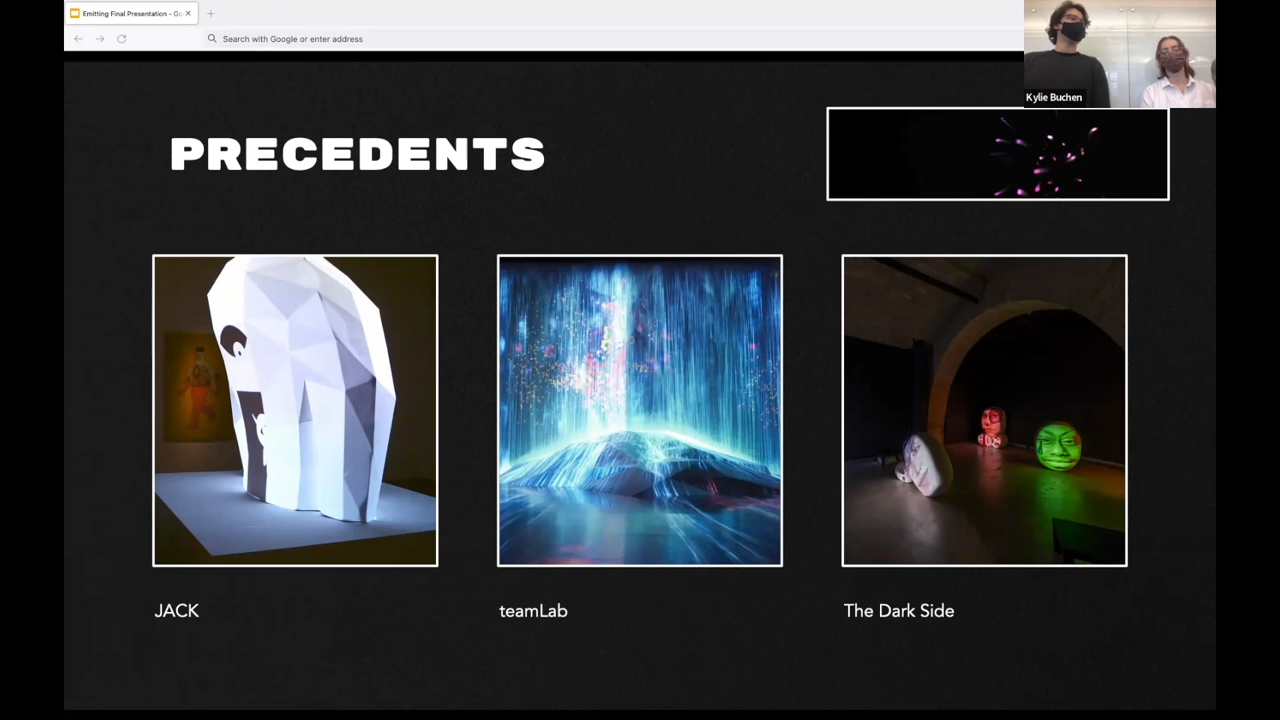 Emitting Final Presentation - Go
Search with Google or enter address
Kylie Buchen
PRECEDENTS
JACK
teamLab
The Dark Side